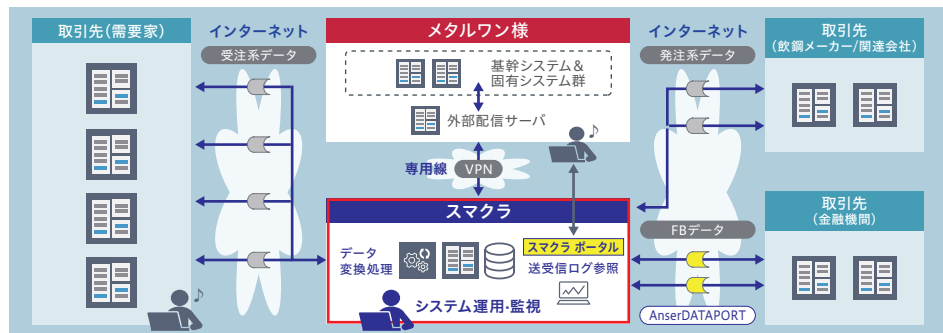 取引先(需要家)
インターネット
受注系データ
メタルワン様
基幹システム&
固有システム群
外部配信サーバ
専用線
VPN
インターネット
発注系データ
取引先
(飲鋼メーカー/関連会社)
スマクラ
データ
変換処理
スマクラ ポータル
送受信ログ参照
システム運用・監視
FBデータ
AnserDATAPORT
取引先
(金融機間)